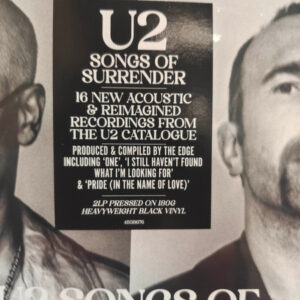 U2
SONGS OF
SURRENDER
16 NEW ACOUSTIC
& REIMAGINED
RECORDINGS FROM
THE U2 CATALOGUE
PRODUCED & COMPILED BY THE EDGE
INCLUDING 'ONE', 'I STILL HAVEN'T FOUND
WHAT I'M LOOKING FOR'
& 'PRIDE (IN THE NAME OF LOVE)'
2LP PRESSED ON 180G
HEAVYWEIGHT BLACK VINYL
SONGS OF